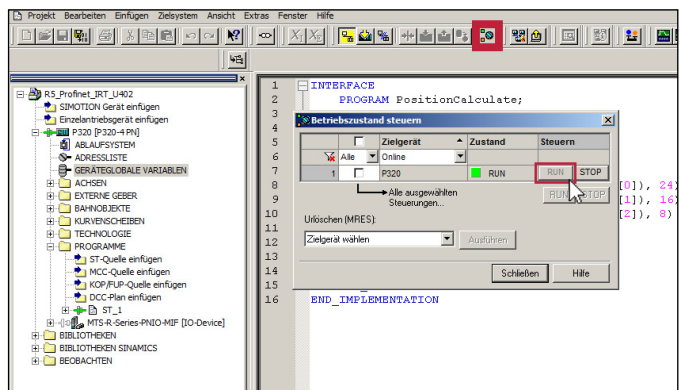 Projekt Bearbeiten Einfügen Zielsystem Ansicht Extras Fenster Hilfe
R5_Profinet_IRT_U402
SIMOTION Gerät einfügen
Einzelantriebsgerät einfügen
P320 [P320-4 PN]
ABLAUFSYSTEM
ADRESSLISTE
GERÄTEGLOBALE VARIABLEN
ACHSEN
EXTERNE GEBER
BAHNOBJEKTE
KURVENSCHEIBEN
TECHNOLOGIE
PROGRAMME
ST-Quelle einfügen
MCC-Quelle einfügen
KOP/FUP-Quelle einfügen
DCC-Plan einfügen
ST_1
MTS-R-Series-PNIO-MIF [IO-Device]
BIBLIOTHEKEN
BIBLIOTHEKEN SINAMICS
BEOBACHTEN
1 INTERFACE
2 PROGRAM PositionCalculate;
3
4
5
6
7
8 [0]), 24)
9 [1]), 16)
10 [2]), 8)
11
12
13
14
15
16 END_IMPLEMENTATION
Betriebszustand steuern
Zielgerät Zustand Steuern
Alle Online
1 P320 RUN RUN STOP
Alle ausgewählten
Steuerungen...
RUN STOP
Urlöschen (MRES):
Zielgerät wählen Ausführen
Schließen Hilfe